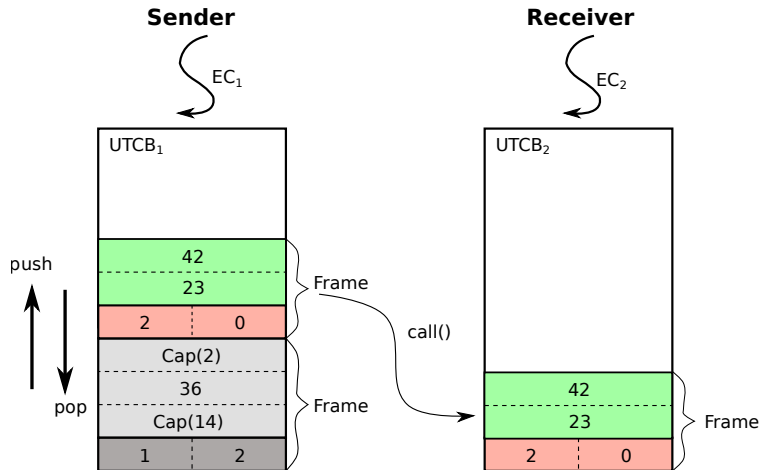 Sender
Receiver
EC₁
EC₂
UTCB₁
UTCB₂
42
23
2 0
Frame
push
pop
call()
Cap(2)
36
Cap(14)
1 2
Frame
42
23
2 0
Frame